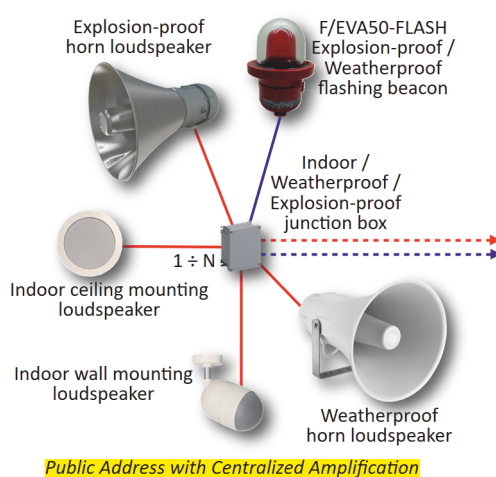 Explosion-proof
horn loudspeaker
F/EVA50-FLASH
Explosion-proof /
Weatherproof
flashing beacon
Indoor /
Weatherproof /
Explosion-proof
junction box
1 ÷ N
Indoor ceiling mounting
loudspeaker
Indoor wall mounting
loudspeaker
Weatherproof
horn loudspeaker
Public Address with Centralized Amplification